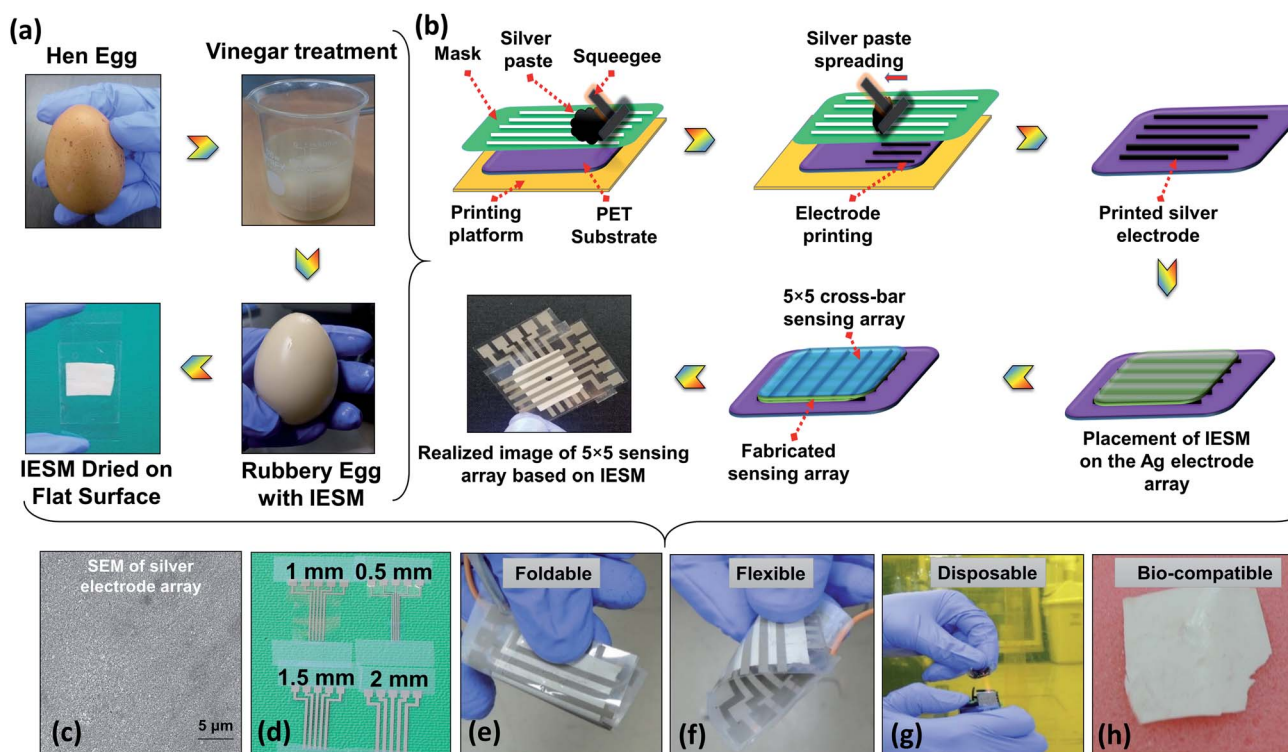 (a)
Hen Egg
Vinegar treatment
IESM Dried on
Flat Surface
Rubbery Egg
with IESM
(b)
Mask
Silver
paste
Squeegee
Printing
platform
PET
Substrate
Silver paste
spreading
Electrode
printing
Printed silver
electrode
Realized image of 5×5 sensing
array based on IESM
5×5 cross-bar
sensing array
Fabricated
sensing array
Placement of IESM
on the Ag electrode
array
SEM of silver
electrode array
5 µm
(c)
1 mm 0.5 mm
1.5 mm 2 mm
(d)
Foldable
(e)
Flexible
(f)
Disposable
(g)
Bio-compatible
(h)